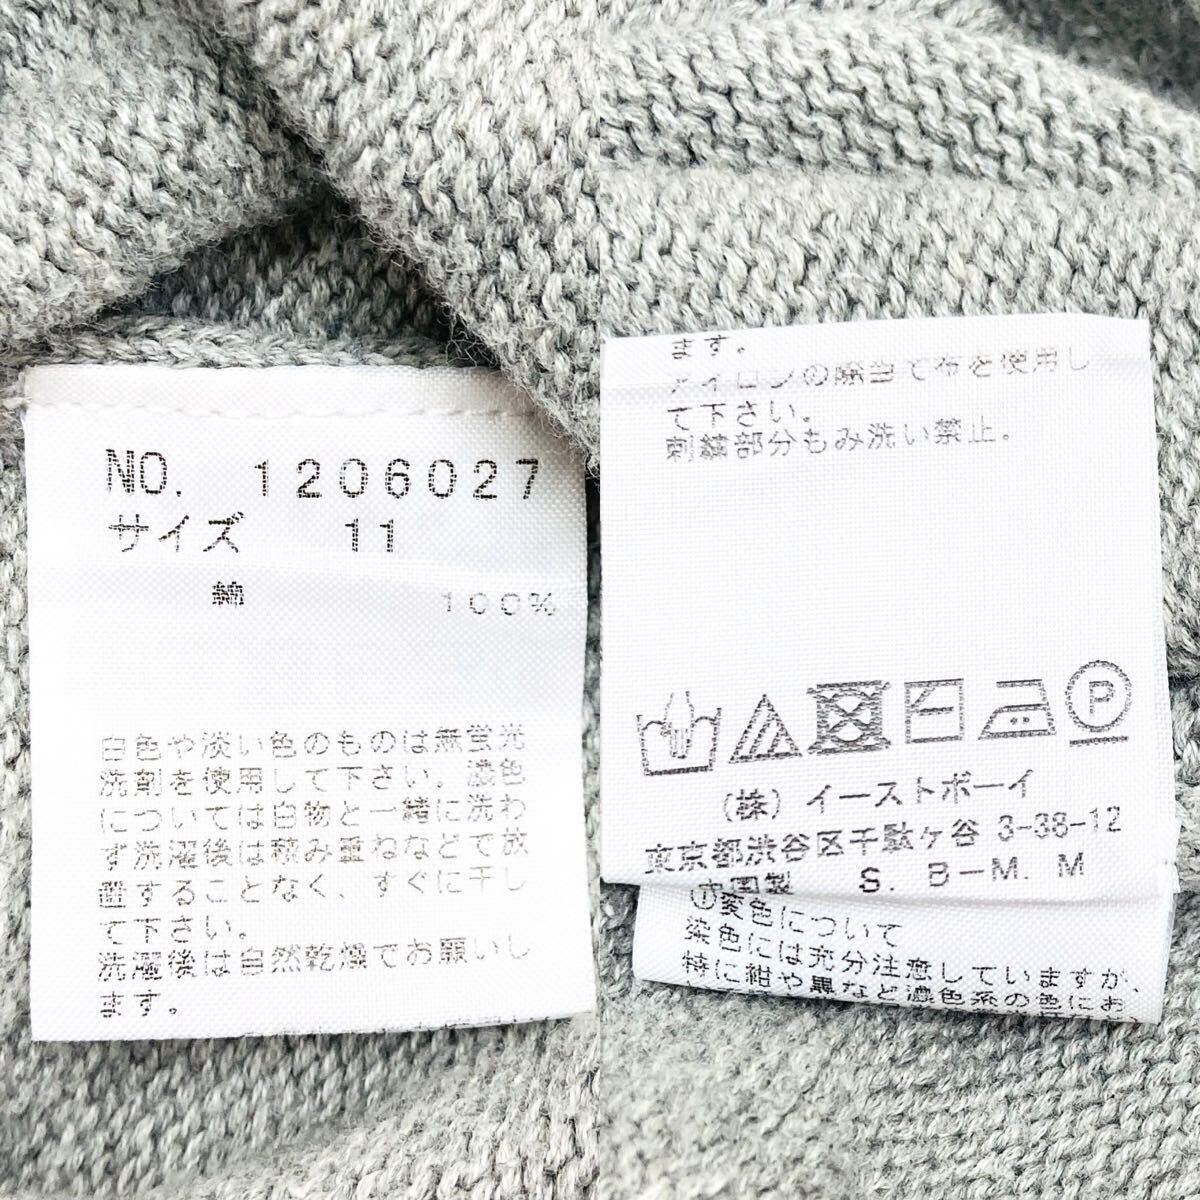 NO. 1206027
サイズ 11
綿 100%
白色や淡い色のものは無蛍光
洗剤を使用して下さい。濃色
については白物と一緒に洗わ
ず洗濯後は積み重ねなどで放
置することなく、すぐに干し
て下さい。
洗濯後は自然乾燥でお願いし
ます。
ます。
アイロンの際当て布を使用し
て下さい。
刺繍部分もみ洗い禁止。
P
(株)イーストボーイ
東京都渋谷区千駄ヶ谷 3-38-12
中国製 S. B-M. M
①変色について
染色には充分注意していますが、
特に紺や黒など濃色系の色にお